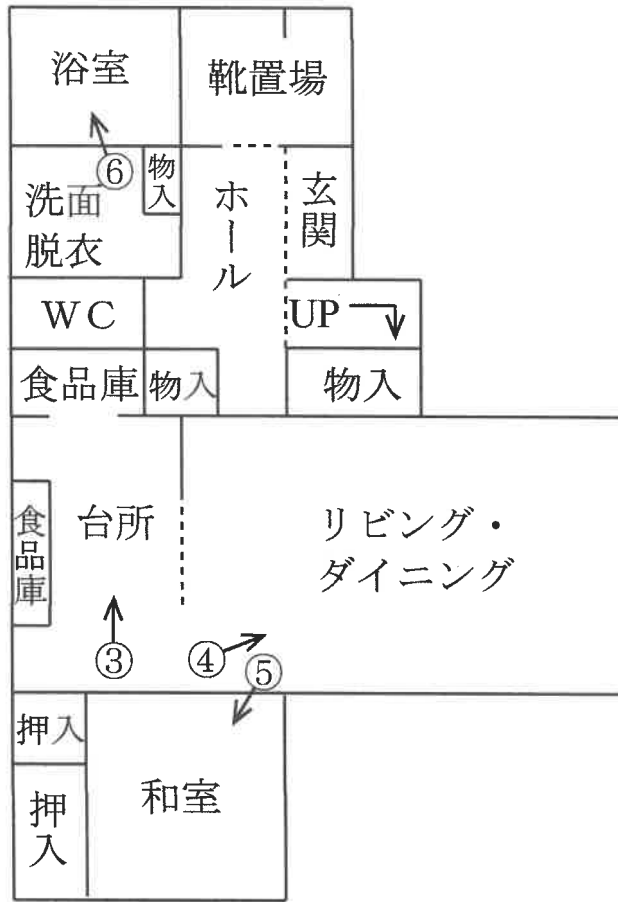 浴室
靴置場
⑥
物入
洗面
脱衣
ホール
玄関
WC
UP
食品庫
物入
物入
食品庫
台所
リビング・
ダイニング
③
④
⑤
押入
押入
和室